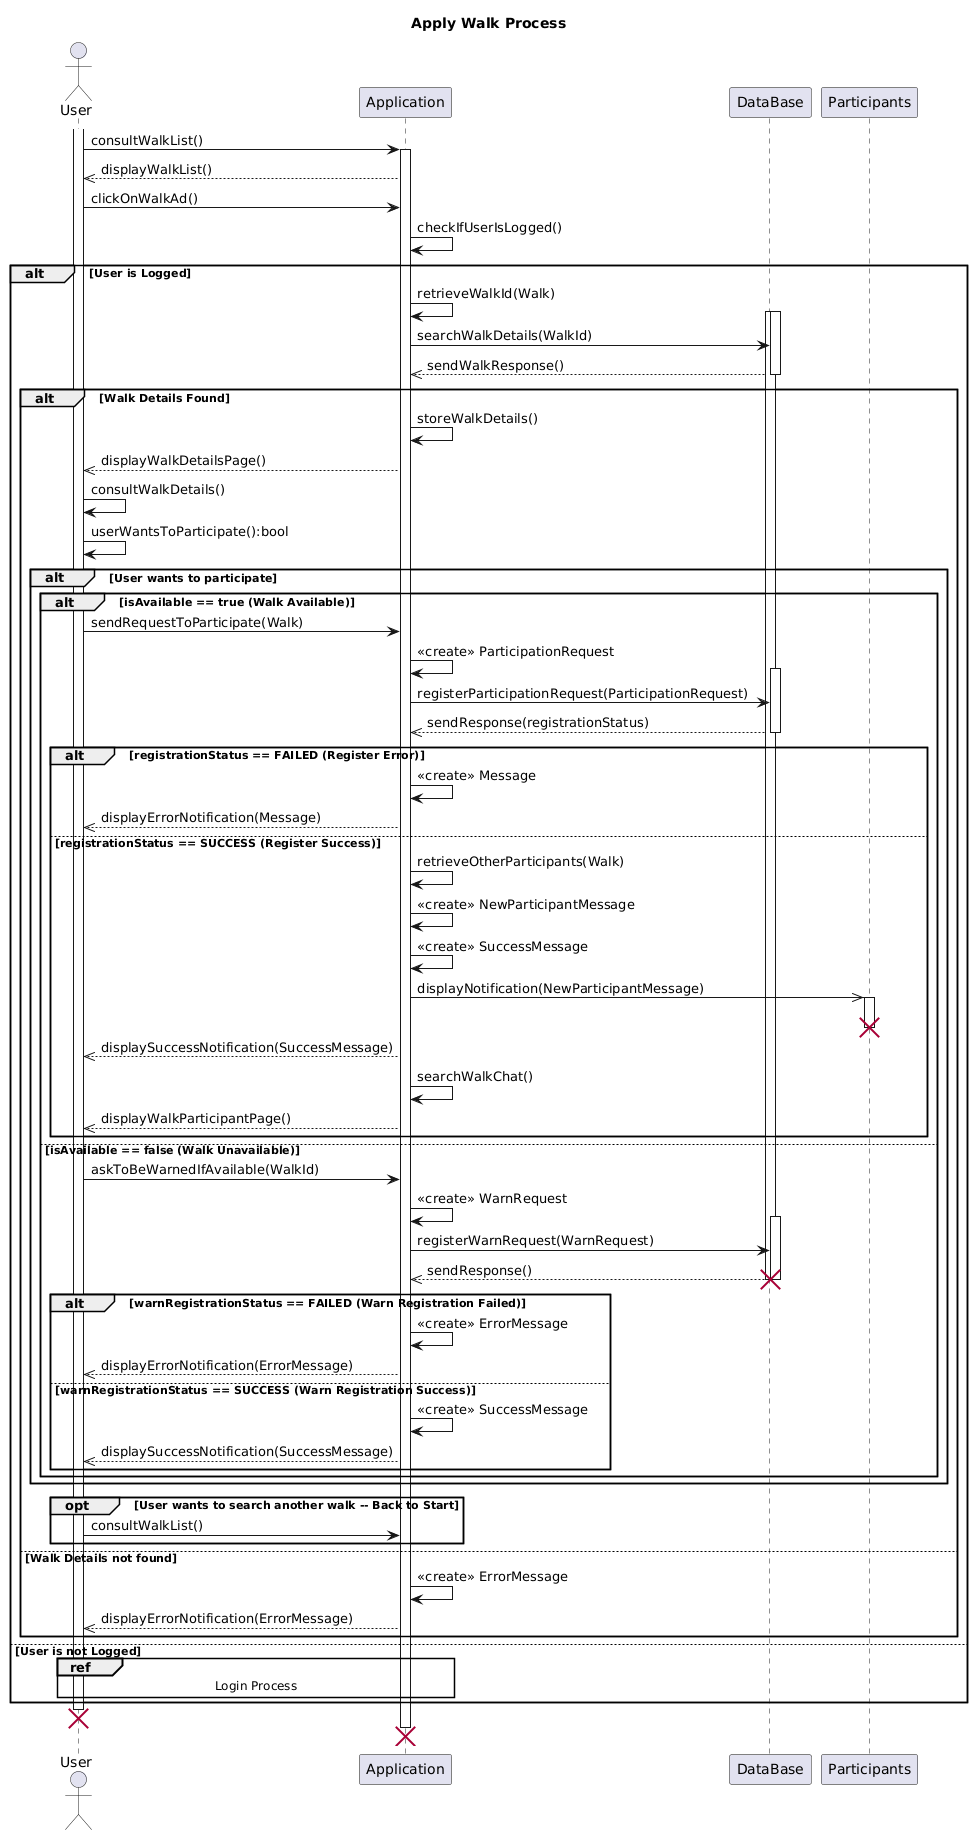 Apply Walk Process
User
Application
DataBase
Participants
consultWalkList()
displayWalkList()
clickOnWalkAd()
checkIfUserIsLogged()
alt
[User is Logged]
retrieveWalkId(Walk)
searchWalkDetails(WalkId)
sendWalkResponse()
alt
[Walk Details Found]
storeWalkDetails()
displayWalkDetailsPage()
consultWalkDetails()
userWantsToParticipate():bool
alt
[User wants to participate]
alt
[isAvailable == true (Walk Available)]
sendRequestToParticipate(Walk)
«create» ParticipationRequest
registerParticipationRequest(ParticipationRequest)
sendResponse(registrationStatus)
alt
[registrationStatus == FAILED (Register Error)]
«create» Message
displayErrorNotification(Message)
[registrationStatus == SUCCESS (Register Success)]
retrieveOtherParticipants(Walk)
«create» NewParticipantMessage
«create» SuccessMessage
displayNotification(NewParticipantMessage)
displaySuccessNotification(SuccessMessage)
searchWalkChat()
displayWalkParticipantPage()
[isAvailable == false (Walk Unavailable)]
askToBeWarnedIfAvailable(WalkId)
«create» WarnRequest
registerWarnRequest(WarnRequest)
sendResponse()
alt
[warnRegistrationStatus == FAILED (Warn Registration Failed)]
«create» ErrorMessage
displayErrorNotification(ErrorMessage)
[warnRegistrationStatus == SUCCESS (Warn Registration Success)]
«create» SuccessMessage
displaySuccessNotification(SuccessMessage)
opt
[User wants to search another walk -- Back to Start]
consultWalkList()
[Walk Details not found]
«create» ErrorMessage
displayErrorNotification(ErrorMessage)
[User is not Logged]
ref
Login Process
User
Application
DataBase
Participants